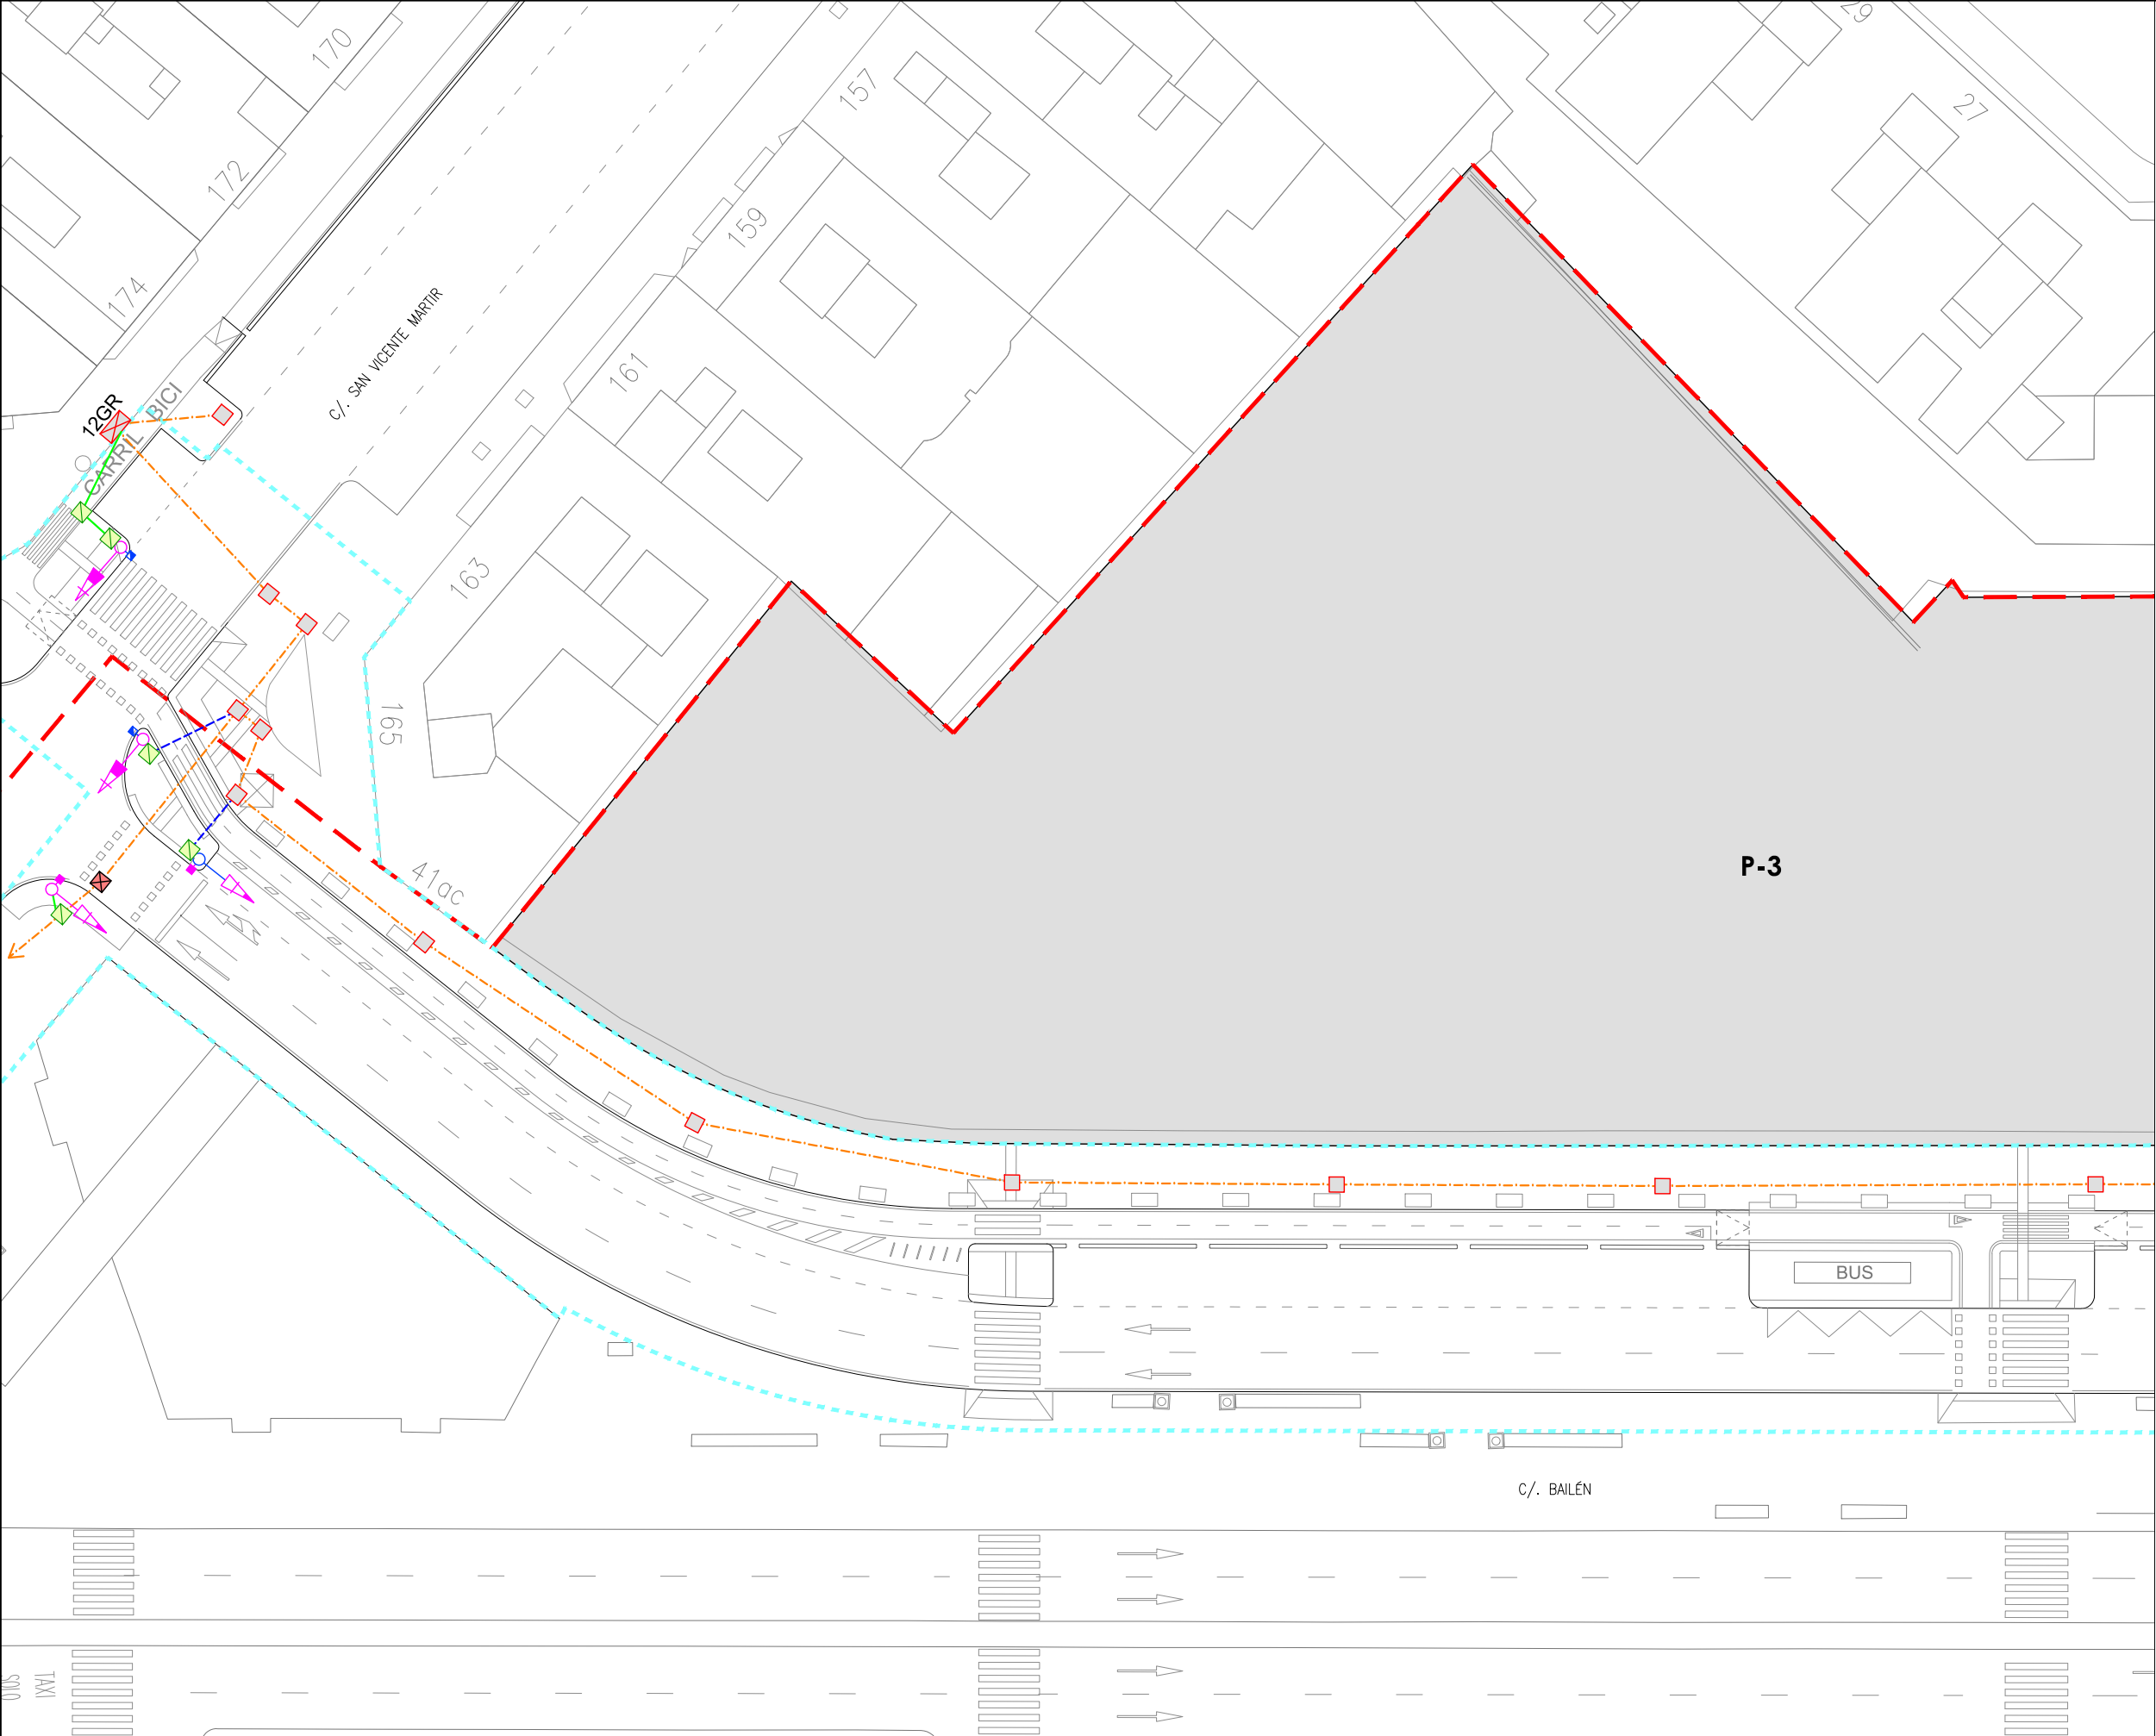 170
29
157
27
172
159
174
C/. SAN VICENTE MARTIR
161
12GR
CARRIL BICI
163
165
41ac
P-3
BUS
C/. BAILÉN
TAXI